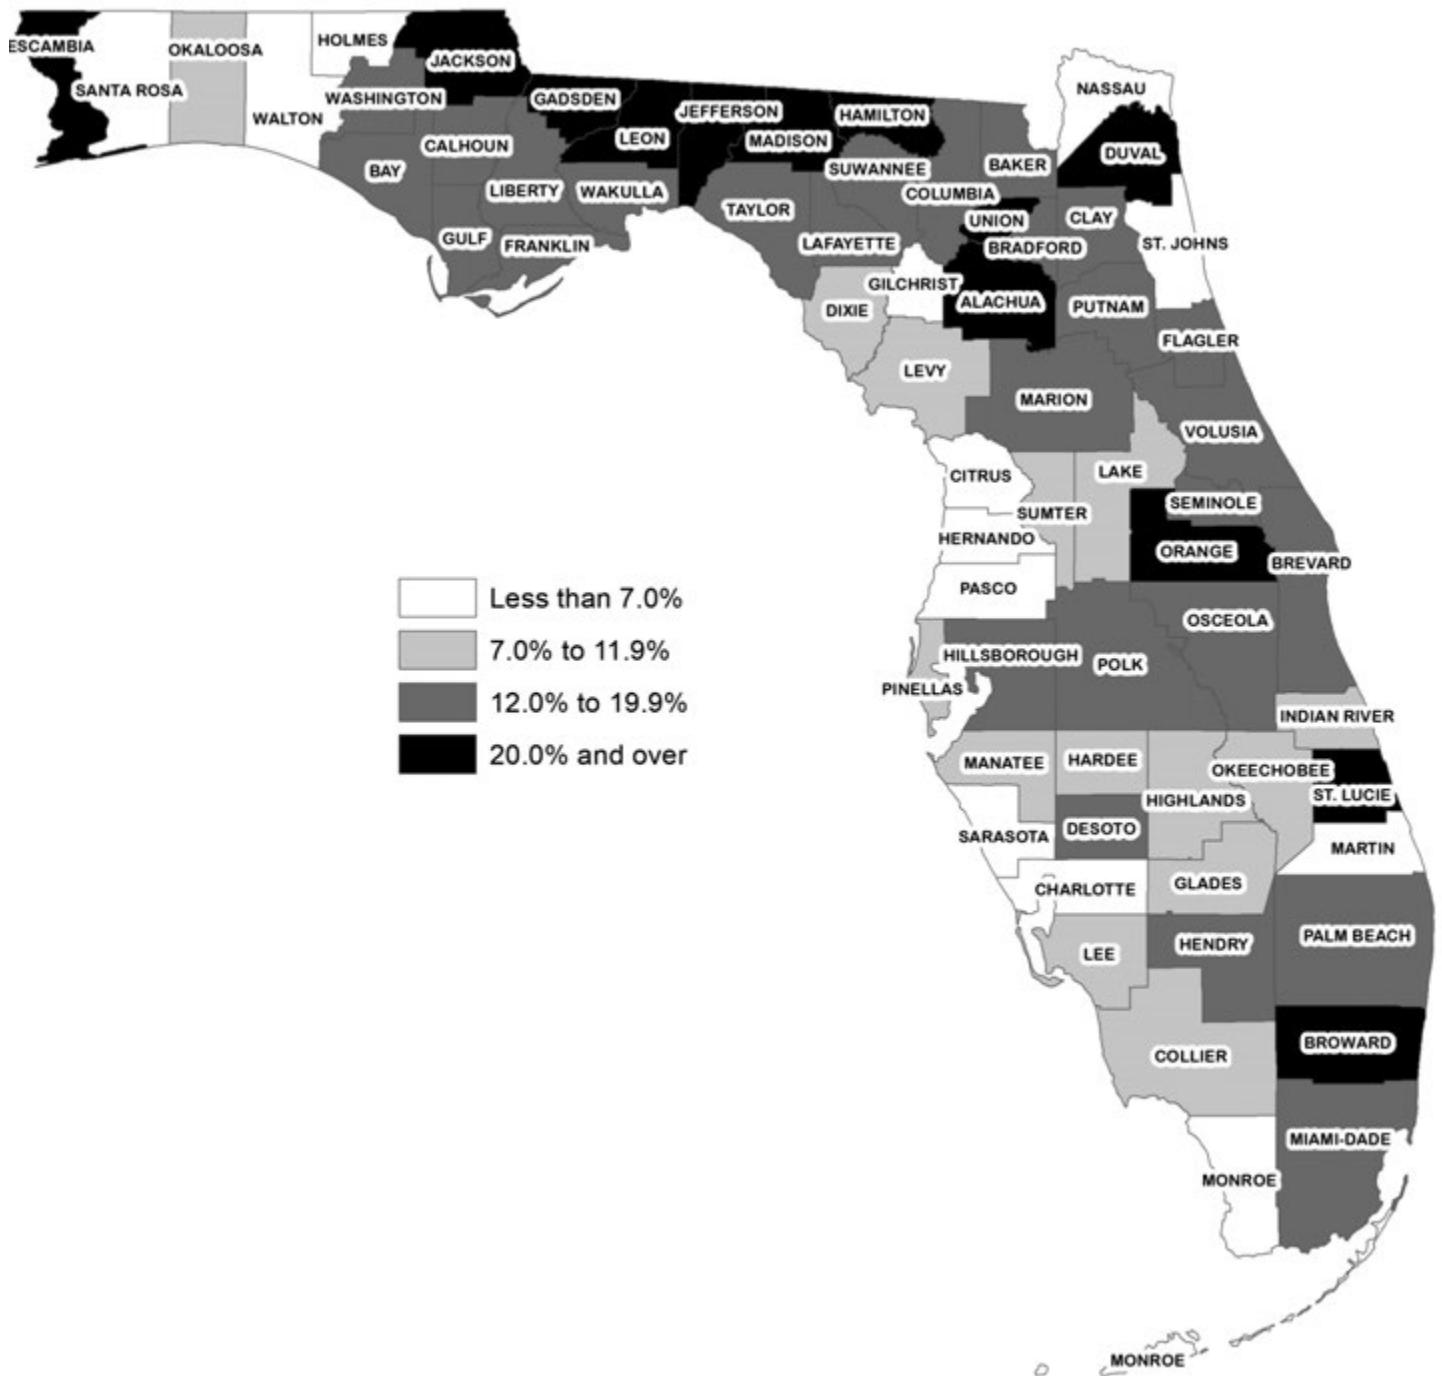 ESCAMBIA
SANTA ROSA
OKALOOSA
WALTON
HOLMES
WASHINGTON
JACKSON
BAY
CALHOUN
GULF
LIBERTY
FRANKLIN
GADSDEN
LEON
WAKULLA
JEFFERSON
MADISON
TAYLOR
HAMILTON
SUWANNEE
LAFAYETTE
COLUMBIA
BAKER
NASSAU
DUVAL
UNION
BRADFORD
CLAY
ST. JOHNS
DIXIE
GILCHRIST
ALACHUA
PUTNAM
FLAGLER
LEVY
MARION
VOLUSIA
CITRUS
SUMTER
LAKE
SEMINOLE
HERNANDO
ORANGE
BREVARD
PASCO
OSCEOLA
HILLSBOROUGH
POLK
PINELLAS
INDIAN RIVER
MANATEE
HARDEE
OKEECHOBEE
HIGHLANDS
ST. LUCIE
SARASOTA
DESOTO
MARTIN
CHARLOTTE
GLADES
LEE
HENDRY
PALM BEACH
COLLIER
BROWARD
MIAMI-DADE
MONROE
MONROE
Less than 7.0%
7.0% to 11.9%
12.0% to 19.9%
20.0% and over